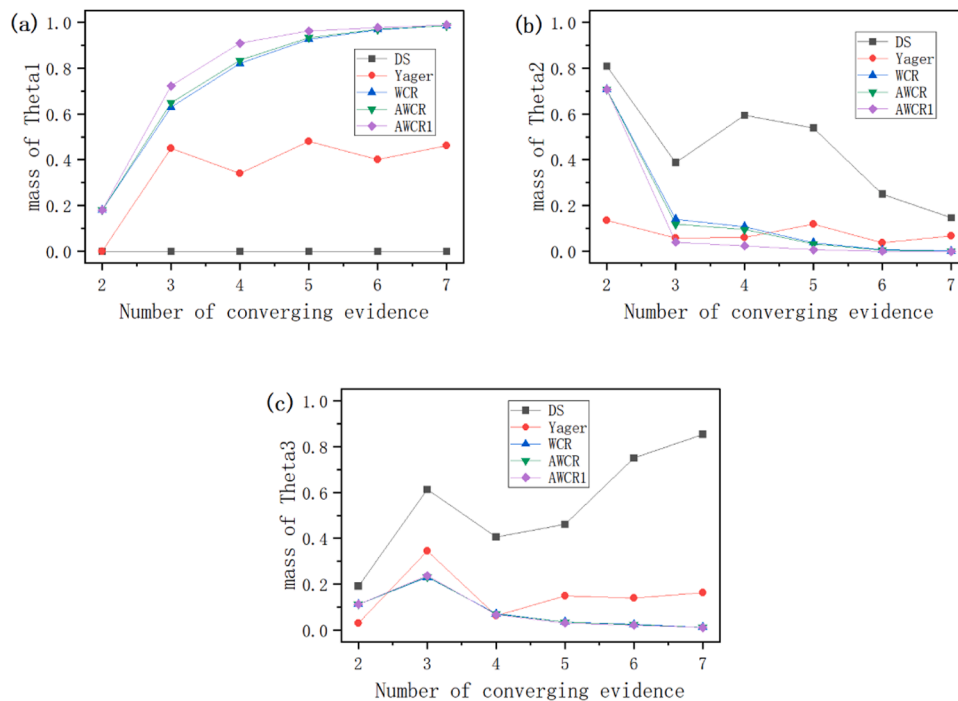 (a)
mass of Theta1
1.0
0.8
0.6
0.4
0.2
0.0
DS
Yager
WCR
AWCR
AWCR1
2 3 4 5 6 7
Number of converging evidence
(b)
mass of Theta2
1.0
0.8
0.6
0.4
0.2
0.0
DS
Yager
WCR
AWCR
AWCR1
2 3 4 5 6 7
Number of converging evidence
(c)
mass of Theta3
1.0
0.8
0.6
0.4
0.2
0.0
DS
Yager
WCR
AWCR
AWCR1
2 3 4 5 6 7
Number of converging evidence